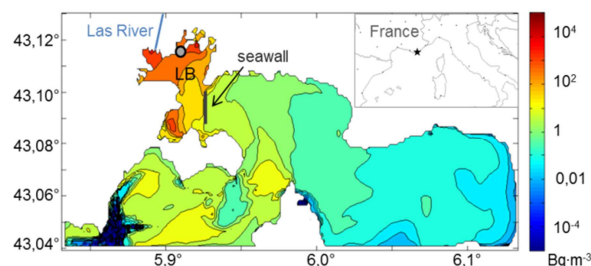 Las River
France
seawall
LB
43,12°
43,10°
43,08°
43,06°
43,04°
5.9
6.0
6.1
10⁴
10²
1
0,01
10⁻⁴
Bq·m⁻³